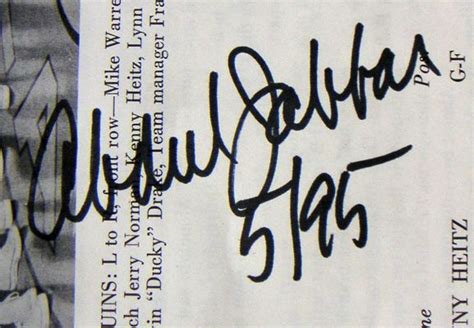 Abdul Jabbar
5/95
UINS: L to R, front row—Mike Warre
ch Jerry Norman, Kenny Heitz, Lynn
in "Ducky" Drake, Team manager Fra
Pos
G-F
ne
NY HEITZ